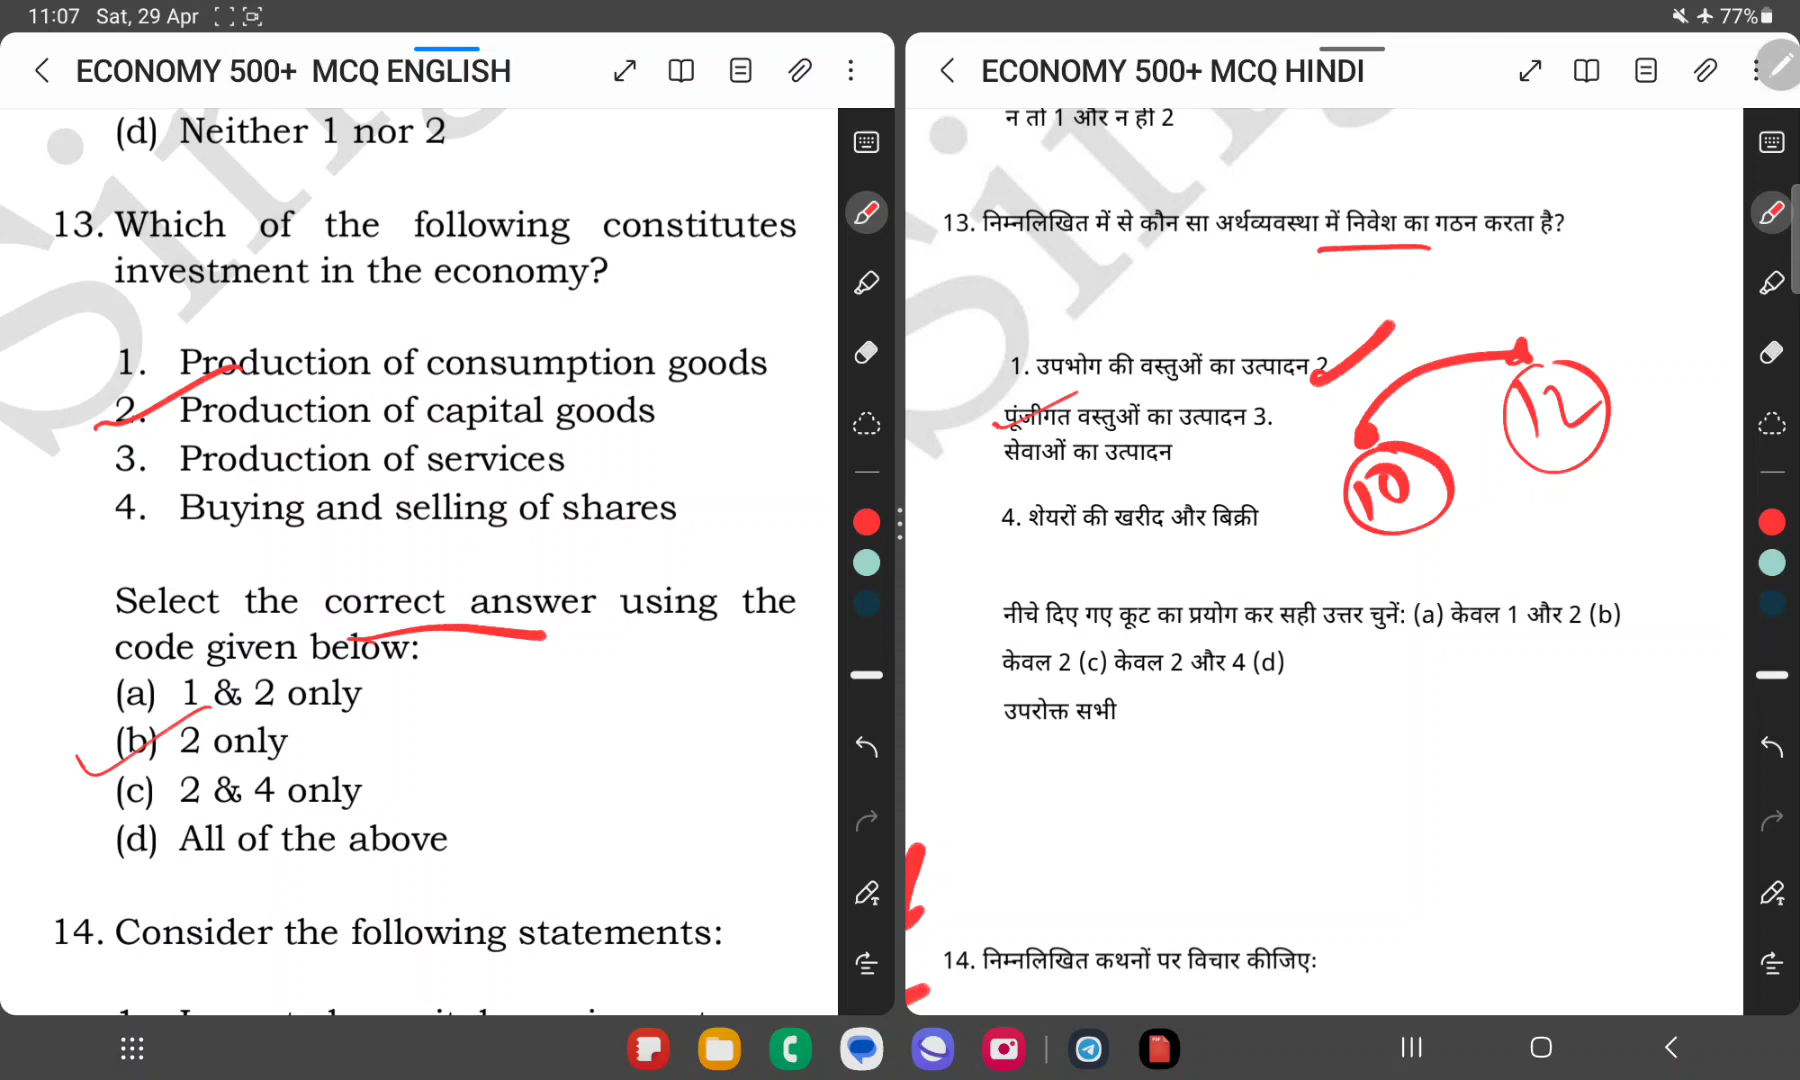 11:07 Sat, 29 Apr
77%
ECONOMY 500+ MCQ ENGLISH
(d) Neither 1 nor 2
13. Which of the following constitutes
investment in the economy?
1. Production of consumption goods
2. Production of capital goods
3. Production of services
4. Buying and selling of shares
Select the correct answer using the
code given below:
(a) 1 & 2 only
(b) 2 only
(c) 2 & 4 only
(d) All of the above
14. Consider the following statements:
ECONOMY 500+ MCQ HINDI
न तो 1 और न ही 2
13. निम्नलिखित में से कौन सा अर्थव्यवस्था में निवेश का गठन करता है?
1. उपभोग की वस्तुओं का उत्पादन 2
पूंजीगत वस्तुओं का उत्पादन 3.
सेवाओं का उत्पादन
12
10
4. शेयरों की खरीद और बिक्री
नीचे दिए गए कूट का प्रयोग कर सही उत्तर चुनें: (a) केवल 1 और 2 (b)
केवल 2 (c) केवल 2 और 4 (d)
उपरोक्त सभी
14. निम्नलिखित कथनों पर विचार कीजिए: